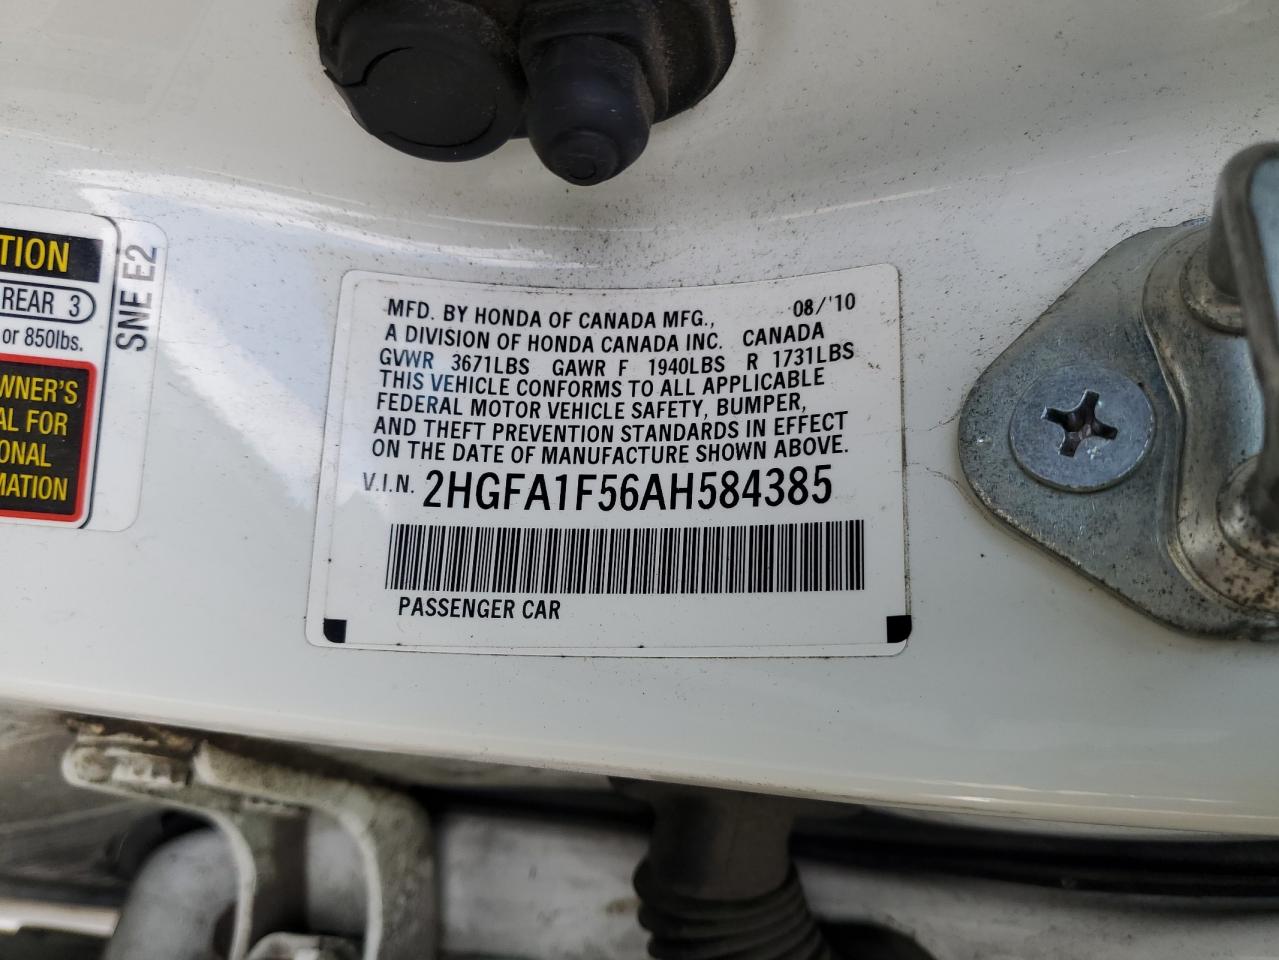 TION
REAR 3
or 850lbs.
WNER'S
AL FOR
ONAL
MATION
SNE E2
MFD. BY HONDA OF CANADA MFG., 08/'10
A DIVISION OF HONDA CANADA INC. CANADA
GVWR 3671LBS GAWR F 1940LBS R 1731LBS
THIS VEHICLE CONFORMS TO ALL APPLICABLE
FEDERAL MOTOR VEHICLE SAFETY, BUMPER,
AND THEFT PREVENTION STANDARDS IN EFFECT
ON THE DATE OF MANUFACTURE SHOWN ABOVE.
V.I.N. 2HGFA1F56AH584385
PASSENGER CAR